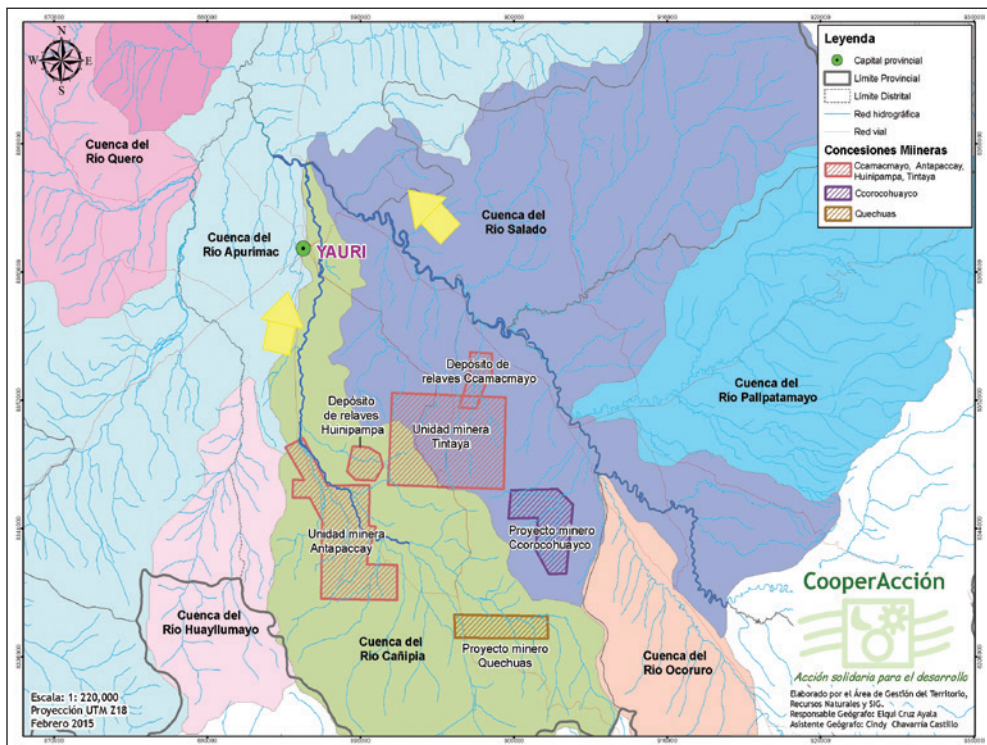 N
W
E
S
Leyenda
Capital provincial
Límite Provincial
Límite Distrital
Red hidrográfica
Red vial
Concesiones Miineras
Ccamacmayo, Antapaccay,
Huinipampa, Tintaya
Ccorocohuayco
Quechuas
Cuenca del
Río Quero
Cuenca del
Río Apurimac
YAURI
Cuenca del
Río Salado
Cuenca del
Río Pallpatamayo
Depósito de
relaves Ccamacmayo
Depósito
de relaves
Huinipampa
Unidad minera
Tintaya
Unidad minera
Antapaccay
Proyecto minero
Ccorocohuayco
Cuenca del
Río Huayllumayo
Cuenca del
Río Cañipia
Proyecto minero
Quechuas
Cuenca del
Río Ocoruro
CooperAcción
Acción solidaria para el desarrollo
Elaborado por el Área de Gestión del Territorio,
Recursos Naturales y SIG.
Responsable Geógrafo: Elqui Cruz Ayala
Asistente Geógrafo: Cindy Chavarría Castillo
Escala: 1: 220,000
Proyección UTM Z18
Febrero 2015